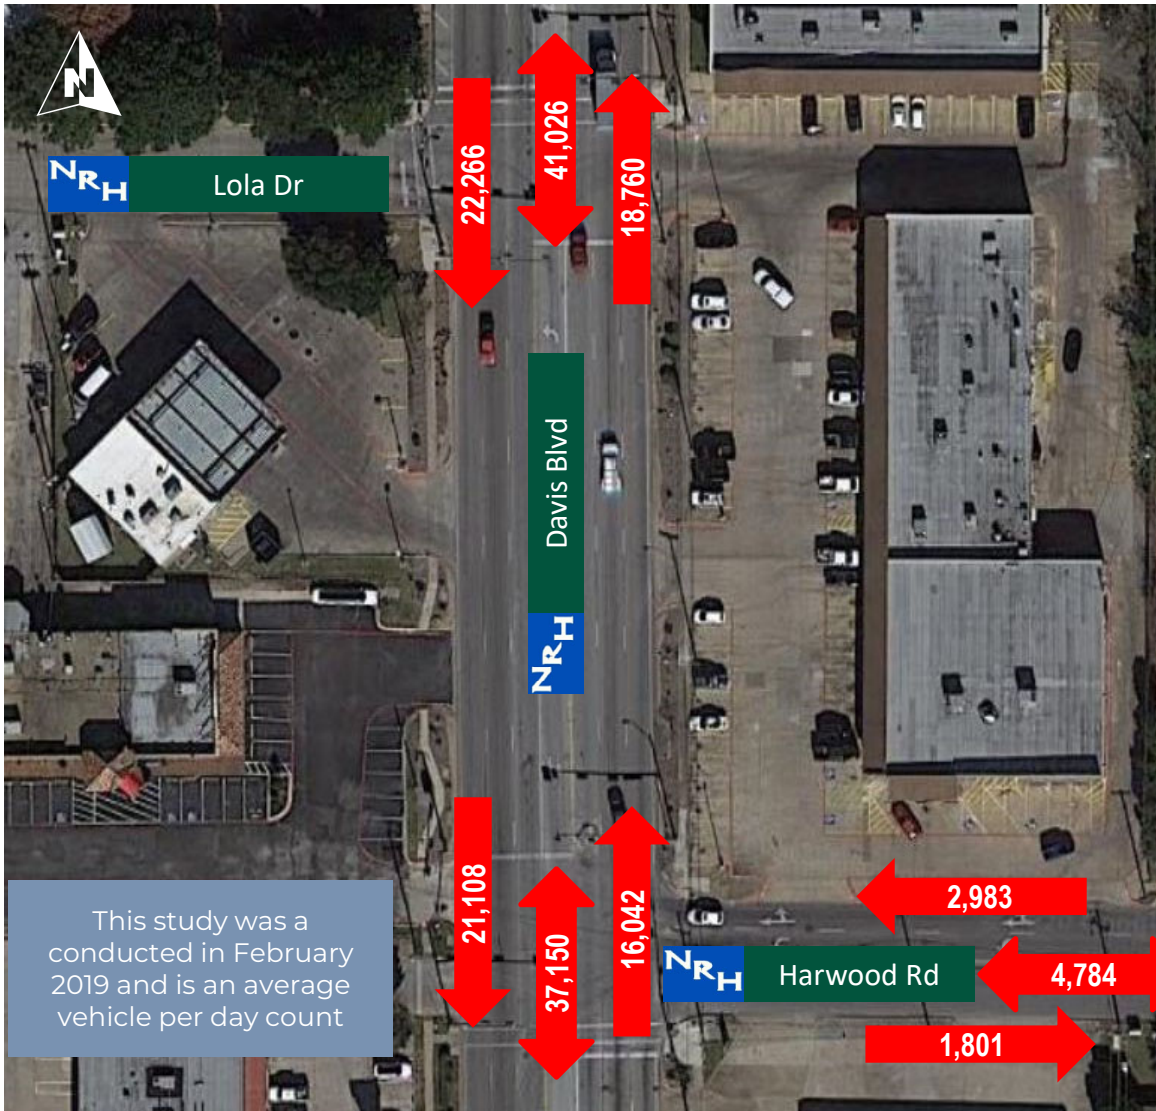 N
NRH
Lola Dr
22,266
41,026
18,760
Davis Blvd
NRH
21,108
37,150
16,042
2,983
NRH
Harwood Rd
4,784
1,801
This study was a
conducted in February
2019 and is an average
vehicle per day count